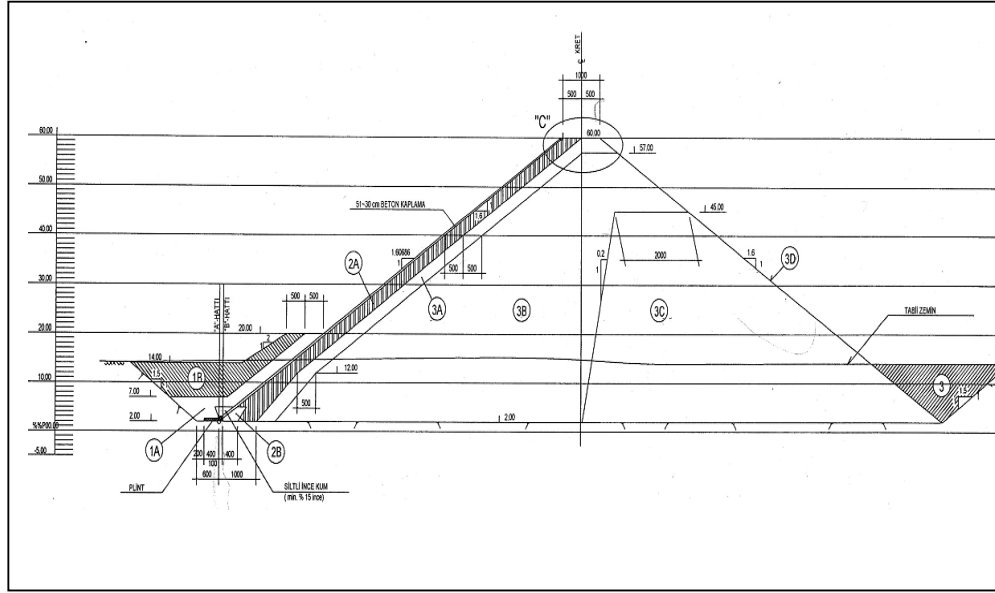 KRET
1000
500 500
"C"
60.00
60.00
57.00
50.00
51~30 cm BETON KAPLAMA
1.6
45.00
40.00
1.60686
1
0.2
1
2000
1.6
1
500 500
2A
3A
3D
30.00
"A"-HATTI
"B"-HATTI
500 500
3B
3C
20.00
20.00
2
TABİİ ZEMİN
14.00
1.5
12.00
1B
3
1.5
10.00
7.00
500
2.00
2.00
%%P00.00
-5.00
1A
2B
200 400 400
100
600 1000
PLİNT
SİLTLİ İNCE KUM
( min. % 15 ince)